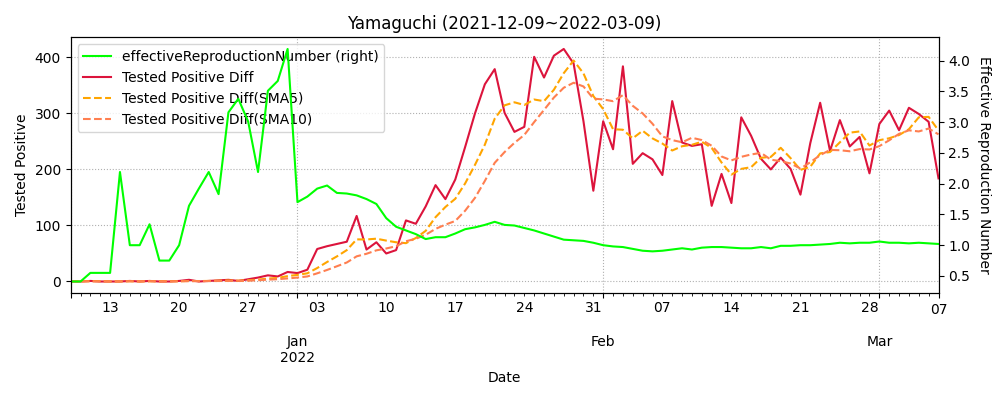 Yamaguchi (2021-12-09~2022-03-09)
effectiveReproductionNumber (right)
Tested Positive Diff
Tested Positive Diff(SMA5)
Tested Positive Diff(SMA10)
Tested Positive
400
300
200
100
0
4.0
3.5
3.0
2.5
2.0
1.5
1.0
0.5
Effective Reproduction Number
13 20 27 03 10 17 24 31 07 14 21 28 07
Jan Feb Mar
2022
Date